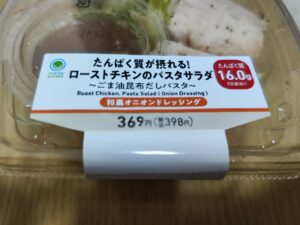 たんぱく質が摂れる!
ローストチキンのパスタサラダ
~ごま油昆布だしパスタ~
Roast Chicken, Pasta Salad ( Onion Dressing )
たんぱく質
16.0g
和風オニオンドレッシング
369円(税込398円)